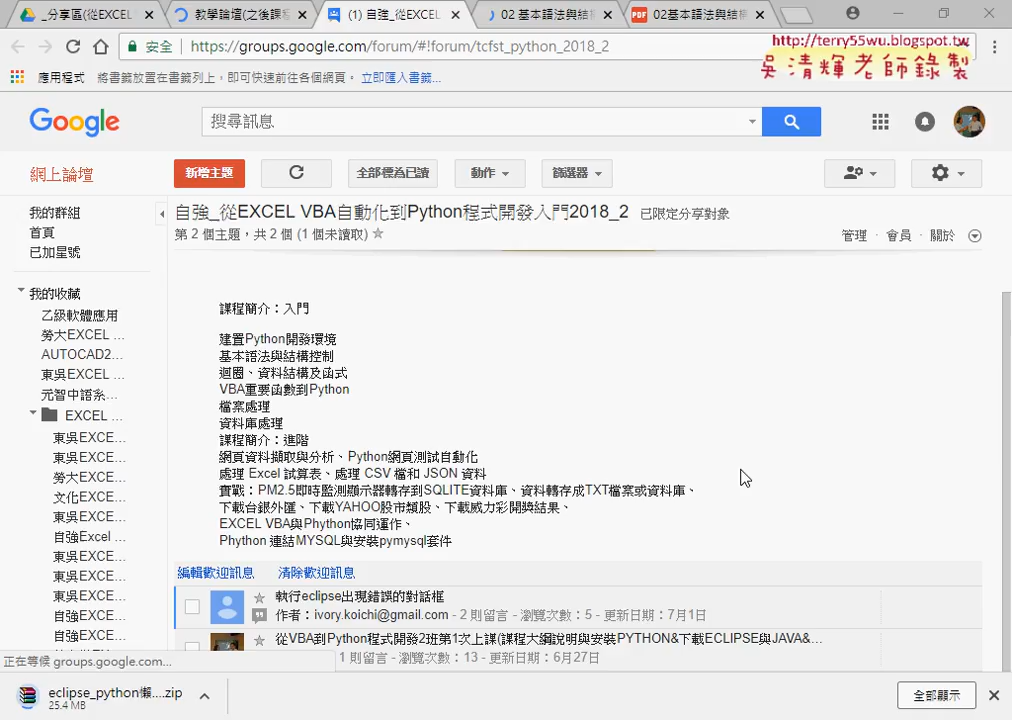 _分享區(從EXCEL
教學論壇(之後課程
(1) 自強_從EXCEL
02 基本語法與結構
02基本語法與結構
安全
https://groups.google.com/forum/#!forum/tcfst_python_2018_2
http://terry55wu.blogspot.tw
吳清輝老師錄製
應用程式
將書籤放置在書籤列上，即可快速前往各個網頁。
立即匯入書籤...
Google
搜尋訊息
網上論壇
新增主題
全部標為已讀
動作
篩選器
我的群組
首頁
已加星號
自強_從EXCEL VBA自動化到Python程式開發入門2018_2 已限定分享對象
第 2 個主題，共 2 個 (1 個未讀取)
管理 · 會員 · 關於
我的收藏
乙級軟體應用
勞大EXCEL ...
AUTOCAD2...
東吳EXCEL ...
元智中語系...
EXCEL ...
東吳EXCE...
東吳EXCE...
勞大EXCE...
文化EXCE...
東吳EXCE...
自強Excel ...
東吳EXCE...
東吳EXCE...
東吳EXCE...
自強EXCE...
自強EXCE...
課程簡介：入門
建置Python開發環境
基本語法與結構控制
迴圈、資料結構及函式
VBA重要函數到Python
檔案處理
資料庫處理
課程簡介：進階
網頁資料擷取與分析、Python網頁測試自動化
處理 Excel 試算表、處理 CSV 檔和 JSON 資料
實戰：PM2.5即時監測顯示器轉存到SQLITE資料庫、資料轉存成TXT檔案或資料庫、
下載台銀外匯、下載YAHOO股市類股、下載威力彩開獎結果、
EXCEL VBA與Phython協同運作、
Phython 連結MYSQL與安裝pymysql套件
編輯歡迎訊息
清除歡迎訊息
執行eclipse出現錯誤的對話框
作者：ivory.koichi@gmail.com - 2 則留言 - 瀏覽次數：5 - 更新日期：7月1日
從VBA到Python程式開發2班第1次上課(課程大綱說明與安裝PYTHON&下載ECLIPSE與JAVA&...
1 則留言 - 瀏覽次數：13 - 更新日期：6月27日
正在等候 groups.google.com...
eclipse_python懶....zip
25.4 MB
全部顯示